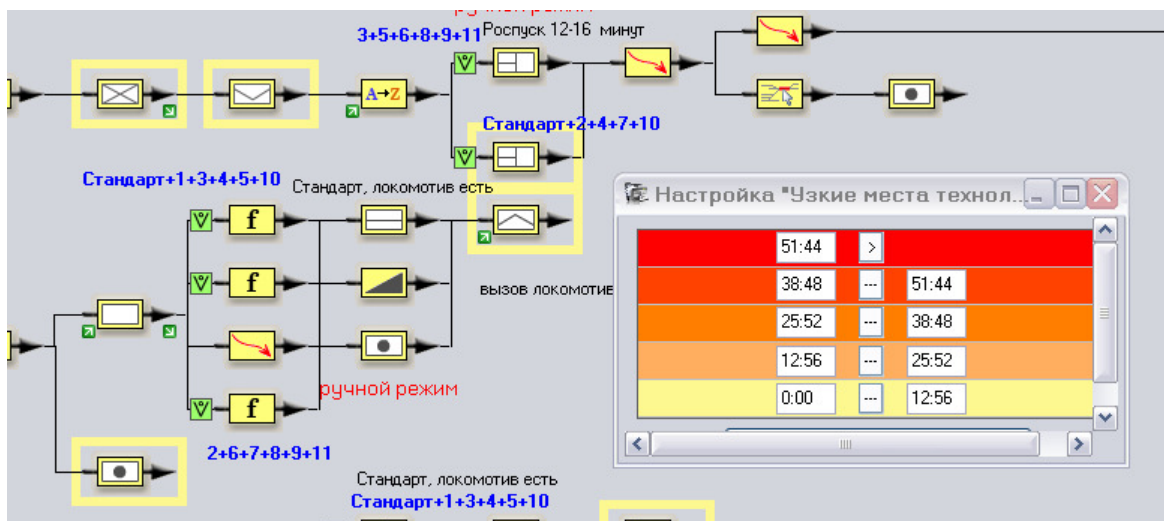 ручной режим
3+5+6+8+9+11
Роспуск 12-16 минут
A→Z
Стандарт+2+4+7+10
Стандарт+1+3+4+5+10
Стандарт, локомотив есть
f
f
вызов локомотив
ручной режим
f
2+6+7+8+9+11
Настройка "Узкие места технол...
51:44 >
38:48 --- 51:44
25:52 --- 38:48
12:56 --- 25:52
0:00 --- 12:56
Стандарт, локомотив есть
Стандарт+1+3+4+5+10